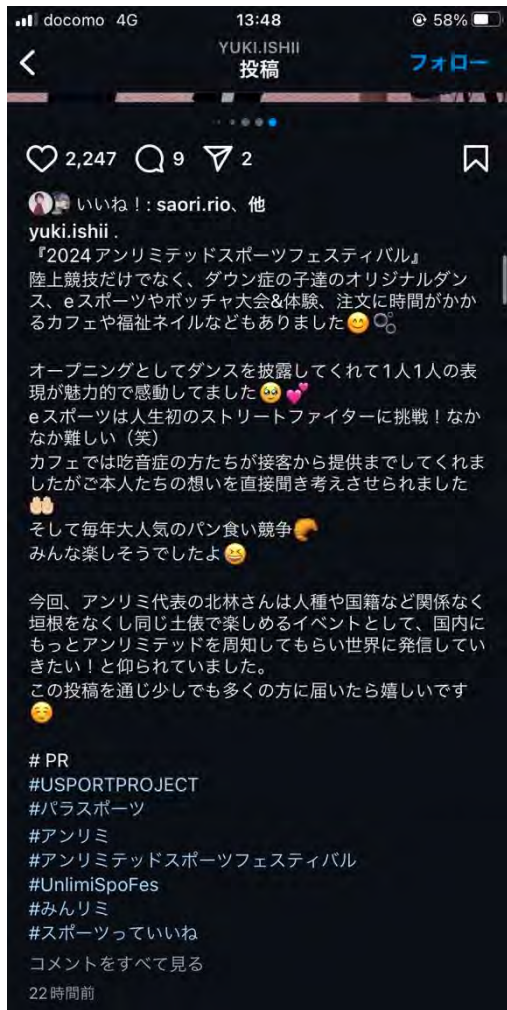 docomo 4G 13:48 58%
YUKI.ISHII
投稿
フォロー
2,247 9 2
いいね！: saori.rio、他
yuki.ishii .
『2024アンリミテッドスポーツフェスティバル』
陸上競技だけでなく、ダウン症の子達のオリジナルダン
ス、eスポーツやボッチャ大会&体験、注文に時間がかか
るカフェや福祉ネイルなどもありました😊🫧
オープニングとしてダンスを披露してくれて1人1人の表
現が魅力的で感動してました🥹💕
eスポーツは人生初のストリートファイターに挑戦！なか
なか難しい（笑）
カフェでは吃音症の方たちが接客から提供までしてくれま
したがご本人たちの想いを直接聞き考えさせられました
🤲🏻
そして毎年大人気のパン食い競争🥐
みんな楽しそうでしたよ😆
今回、アンリミ代表の北林さんは人種や国籍など関係なく
垣根をなくし同じ土俵で楽しめるイベントとして、国内に
もっとアンリミテッドを周知してもらい世界に発信してい
きたい！と仰られていました。
この投稿を通じ少しでも多くの方に届いたら嬉しいです
☺️
# PR
#USPORTPROJECT
#パラスポーツ
#アンリミ
#アンリミテッドスポーツフェスティバル
#UnlimiSpoFes
#みんリミ
#スポーツっていいね
コメントをすべて見る
22時間前